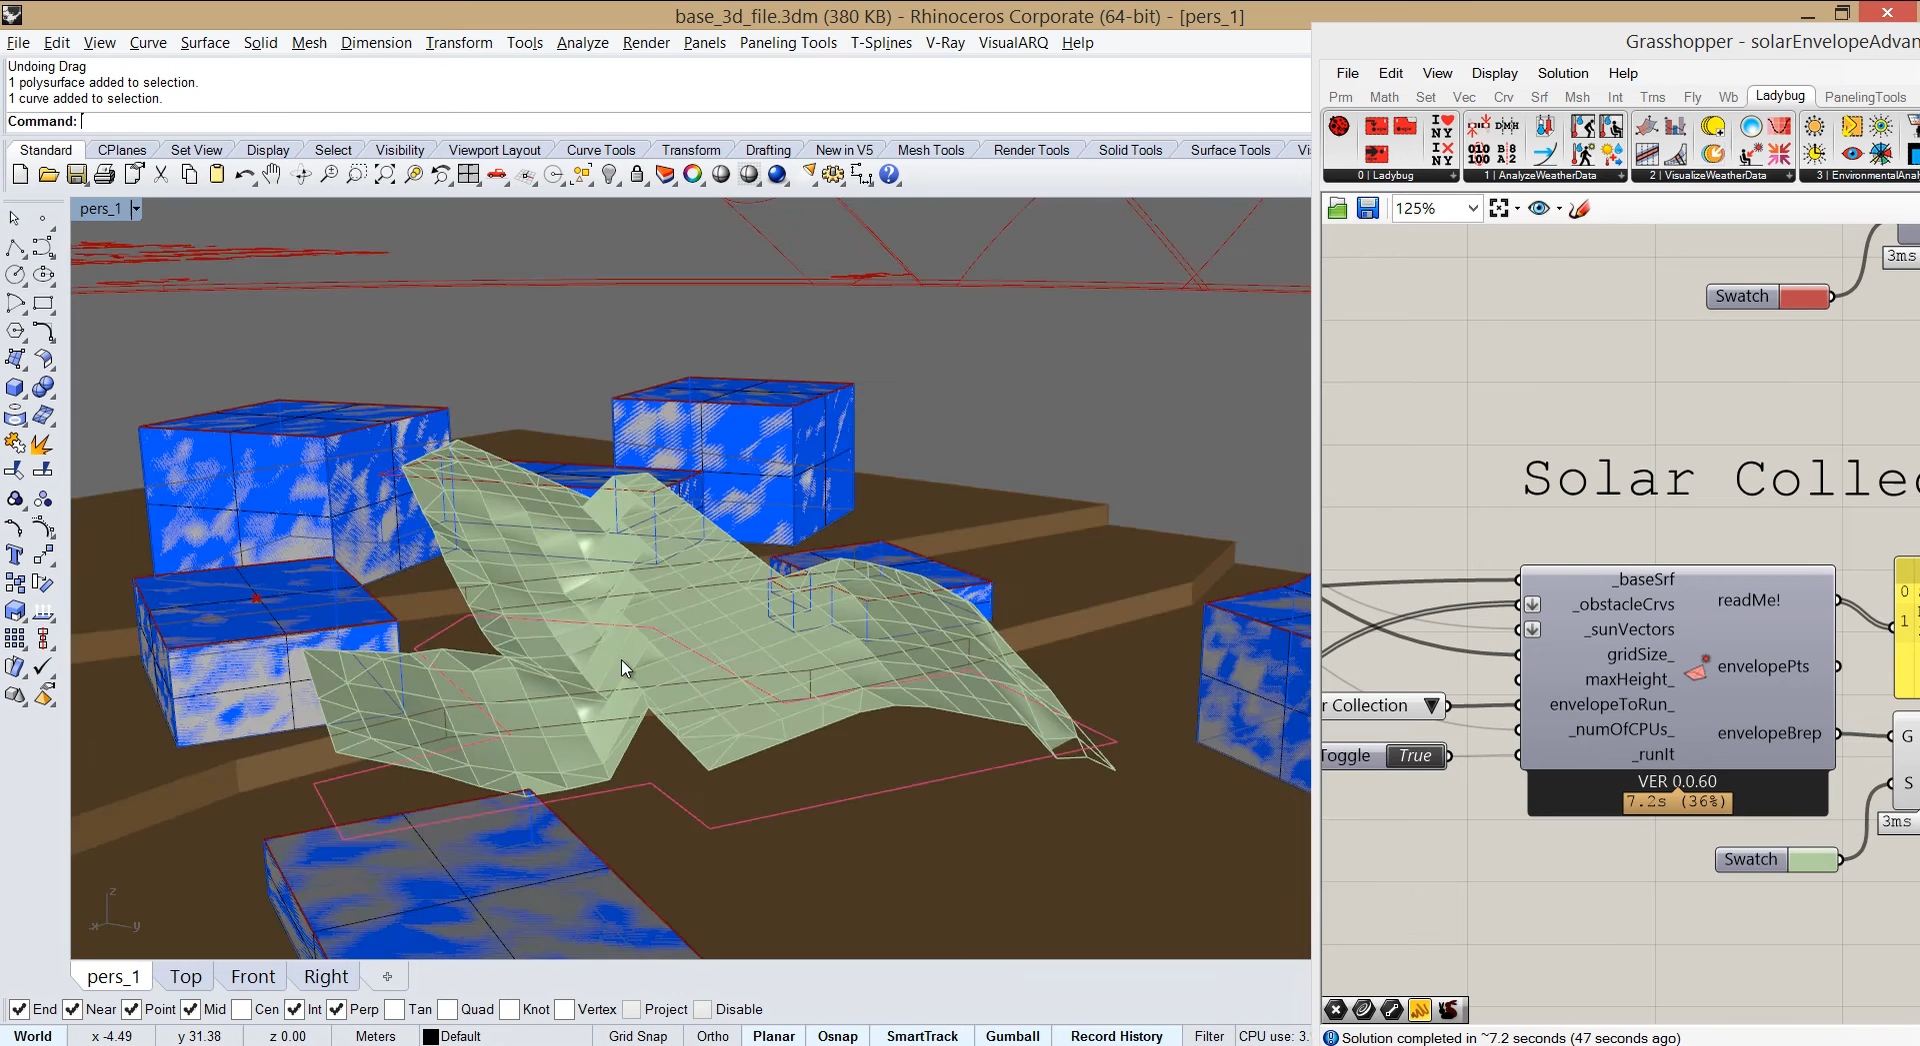 base_3d_file.3dm (380 KB) - Rhinoceros Corporate (64-bit) - [pers_1]
File Edit View Curve Surface Solid Mesh Dimension Transform Tools Analyze Render Panels Paneling Tools T-Splines V-Ray VisualARQ Help
Undoing Drag
1 polysurface added to selection.
1 curve added to selection.
Command:
Standard CPlanes Set View Display Select Visibility Viewport Layout Curve Tools Transform Drafting New in V5 Mesh Tools Render Tools Solid Tools Surface Tools
pers_1
z
x y
pers_1 Top Front Right
End Near Point Mid Cen Int Perp Tan Quad Knot Vertex Project Disable
World x -4.49 y 31.38 z 0.00 Meters Default Grid Snap Ortho Planar Osnap SmartTrack Gumball Record History Filter CPU use: 3.
Grasshopper - solarEnvelopeAdvan
File Edit View Display Solution Help
Prm Math Set Vec Crv Srf Msh Int Trns Fly Wb Ladybug PanelingTools
0 | Ladybug 1 | AnalyzeWeatherData 2 | VisualizeWeatherData 3 | EnvironmentalAnal
125%
3ms
Swatch
Solar Collec
_baseSrf
_obstacleCrvs
_sunVectors
gridSize_
maxHeight_
envelopeToRun_
_numOfCPUs_
_runIt
readMe!
envelopePts
envelopeBrep
VER 0.0.60
7.2s (36%)
r Collection
Toggle True
0
1
G
S
3ms
Swatch
Solution completed in ~7.2 seconds (47 seconds ago)